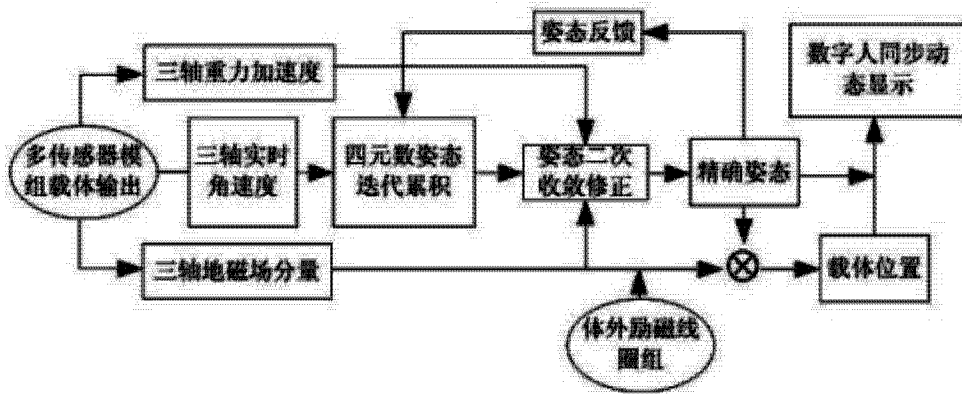 姿态反馈
数字人同步动
态显示
三轴重力加速度
多传感器模
组载体输出
三轴实时
角速度
四元数姿态
迭代累积
姿态二次
收敛修正
精确姿态
三轴地磁场分量
载体位置
体外励磁线
圈组